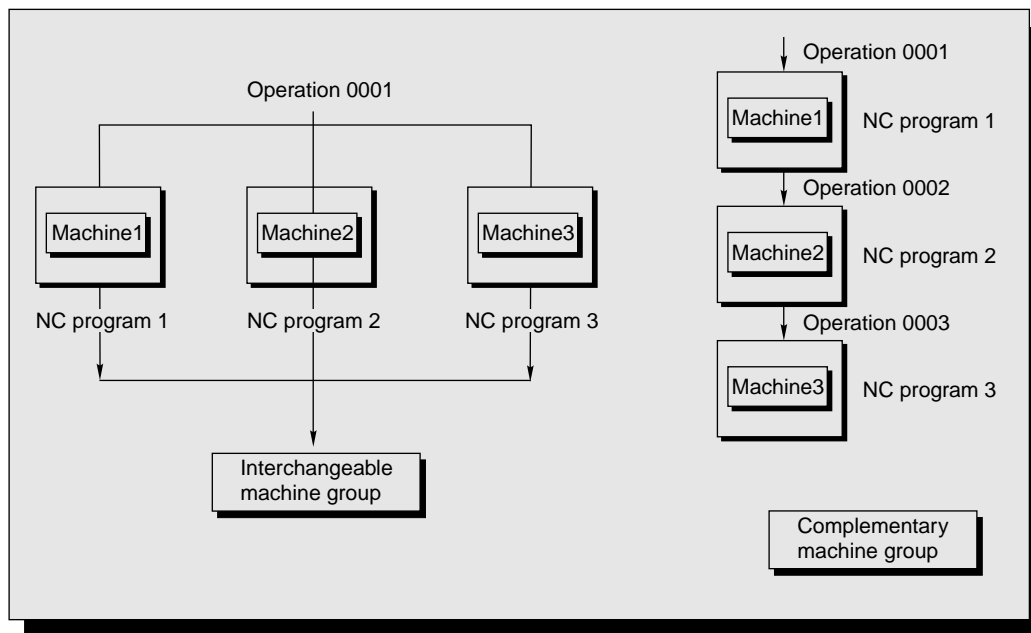 Operation 0001
Machine1
Machine2
Machine3
NC program 1
NC program 2
NC program 3
Interchangeable
machine group
Operation 0001
Machine1
NC program 1
Operation 0002
Machine2
NC program 2
Operation 0003
Machine3
NC program 3
Complementary
machine group